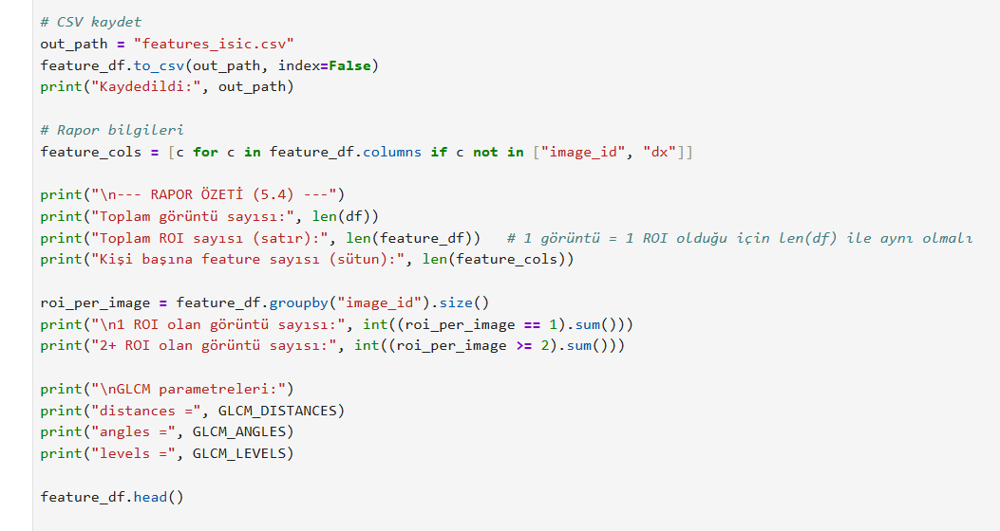 # CSV kaydet
out_path = "features_isic.csv"
feature_df.to_csv(out_path, index=False)
print("Kaydedildi:", out_path)
# Rapor bilgileri
feature_cols = [c for c in feature_df.columns if c not in ["image_id", "dx"]]
print("\n--- RAPOR ÖZETİ (5.4) ---")
print("Toplam görüntü sayısı:", len(df))
print("Toplam ROI sayısı (satır):", len(feature_df))   # 1 görüntü = 1 ROI olduğu için len(df) ile aynı olmalı
print("Kişi başına feature sayısı (sütun):", len(feature_cols))
roi_per_image = feature_df.groupby("image_id").size()
print("\n1 ROI olan görüntü sayısı:", int((roi_per_image == 1).sum()))
print("2+ ROI olan görüntü sayısı:", int((roi_per_image >= 2).sum()))
print("\nGLCM parametreleri:")
print("distances =", GLCM_DISTANCES)
print("angles =", GLCM_ANGLES)
print("levels =", GLCM_LEVELS)
feature_df.head()